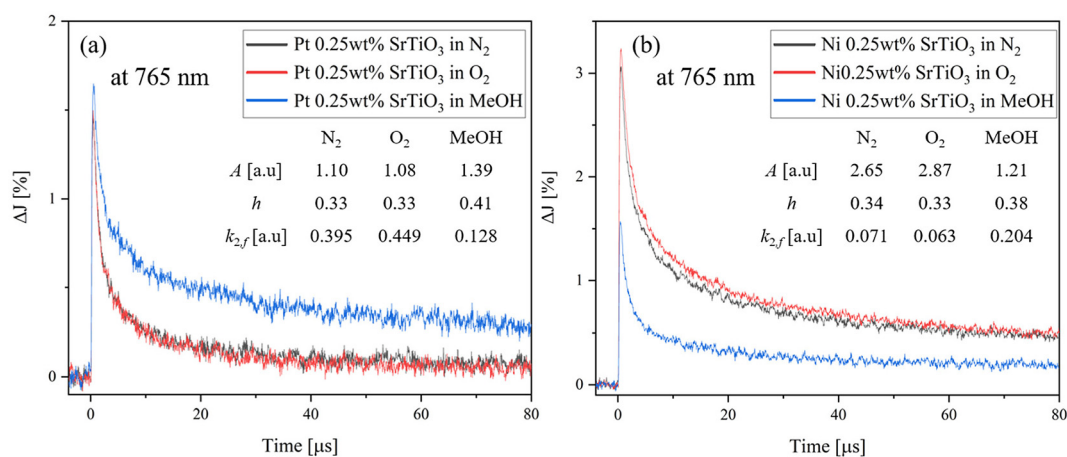 (a)
at 765 nm
Pt 0.25wt% SrTiO₃ in N₂
Pt 0.25wt% SrTiO₃ in O₂
Pt 0.25wt% SrTiO₃ in MeOH
N₂ O₂ MeOH
A [a.u] 1.10 1.08 1.39
h 0.33 0.33 0.41
k₂,f [a.u] 0.395 0.449 0.128
ΔJ [%]
2
1
0
0 20 40 60 80
Time [μs]
(b)
at 765 nm
Ni 0.25wt% SrTiO₃ in N₂
Ni0.25wt% SrTiO₃ in O₂
Ni 0.25wt% SrTiO₃ in MeOH
N₂ O₂ MeOH
A [a.u] 2.65 2.87 1.21
h 0.34 0.33 0.38
k₂,f [a.u] 0.071 0.063 0.204
ΔJ [%]
3
2
1
0
0 20 40 60 80
Time [μs]